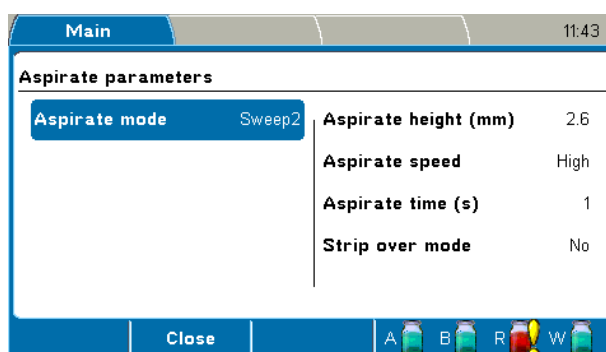 Main 11:43
Aspirate parameters
Aspirate mode Sweep2 Aspirate height (mm) 2.6
Aspirate speed High
Aspirate time (s) 1
Strip over mode No
Close A B R W